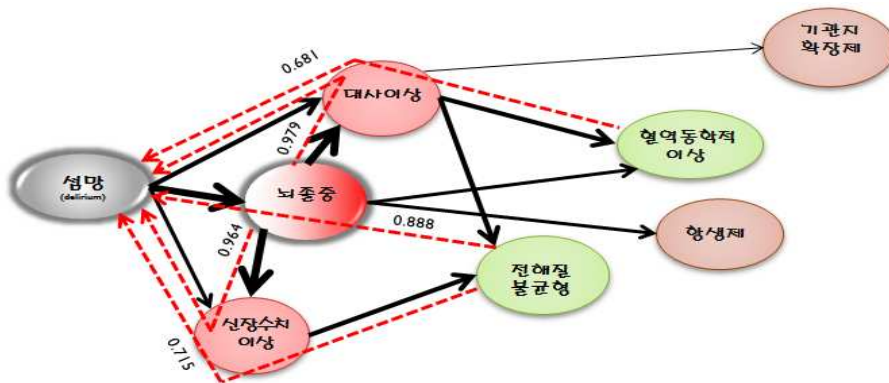 기관지
확장제
0.681
대사이상
0.979
혈역동학적
이상
섬망
(delirium)
뇌졸중
0.888
항생제
0.964
전해질
불균형
신장수치
이상
0.715